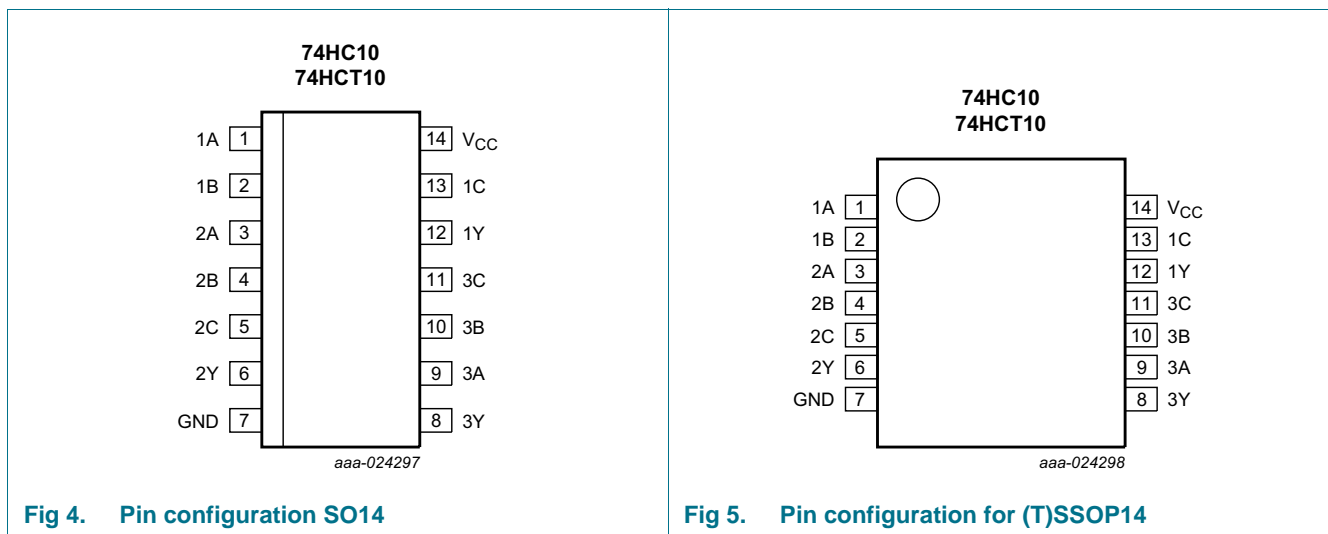 74HC10
74HCT10
1A 1 14 VCC
1B 2 13 1C
2A 3 12 1Y
2B 4 11 3C
2C 5 10 3B
2Y 6 9 3A
GND 7 8 3Y
aaa-024297
Fig 4. Pin configuration SO14
74HC10
74HCT10
1A 1 14 VCC
1B 2 13 1C
2A 3 12 1Y
2B 4 11 3C
2C 5 10 3B
2Y 6 9 3A
GND 7 8 3Y
aaa-024298
Fig 5. Pin configuration for (T)SSOP14